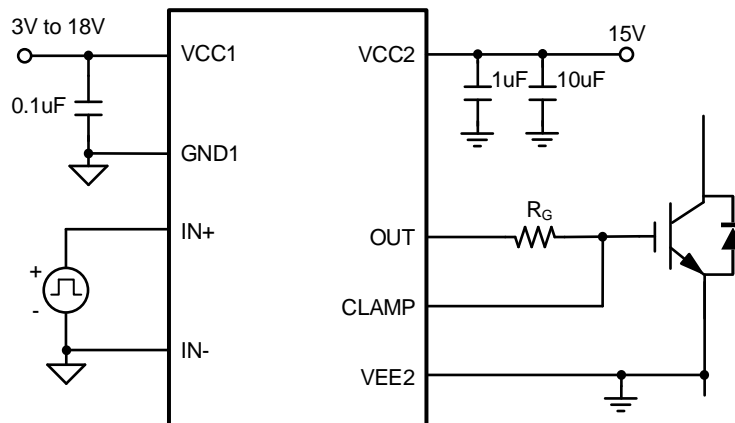 3V to 18V
VCC1
VCC2
15V
0.1uF
1uF
10uF
GND1
IN+
OUT
RG
+
-
CLAMP
IN-
VEE2